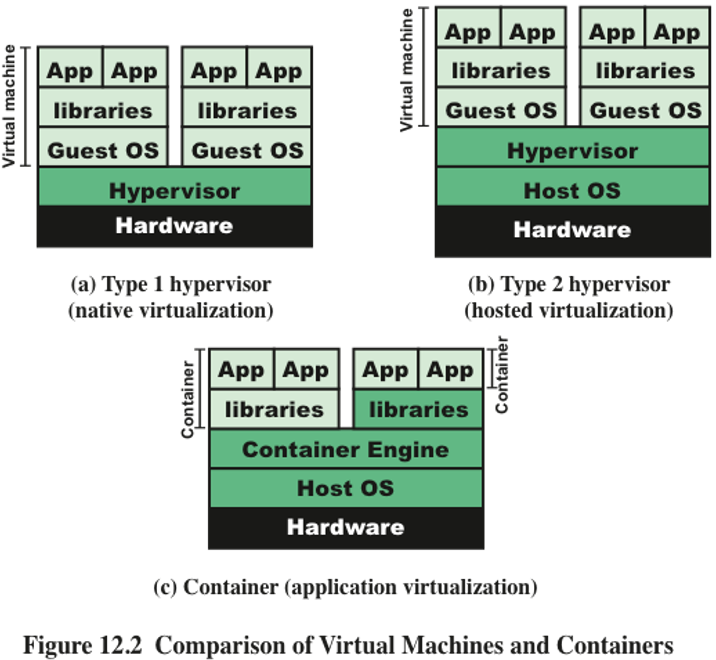 Virtual machine
App App App App
libraries libraries
Guest OS Guest OS
Hypervisor
Hardware
(a) Type 1 hypervisor
(native virtualization)
Virtual machine
App App App App
libraries libraries
Guest OS Guest OS
Hypervisor
Host OS
Hardware
(b) Type 2 hypervisor
(hosted virtualization)
Container
App App App App
Container
libraries libraries
Container Engine
Host OS
Hardware
(c) Container (application virtualization)
Figure 12.2 Comparison of Virtual Machines and Containers